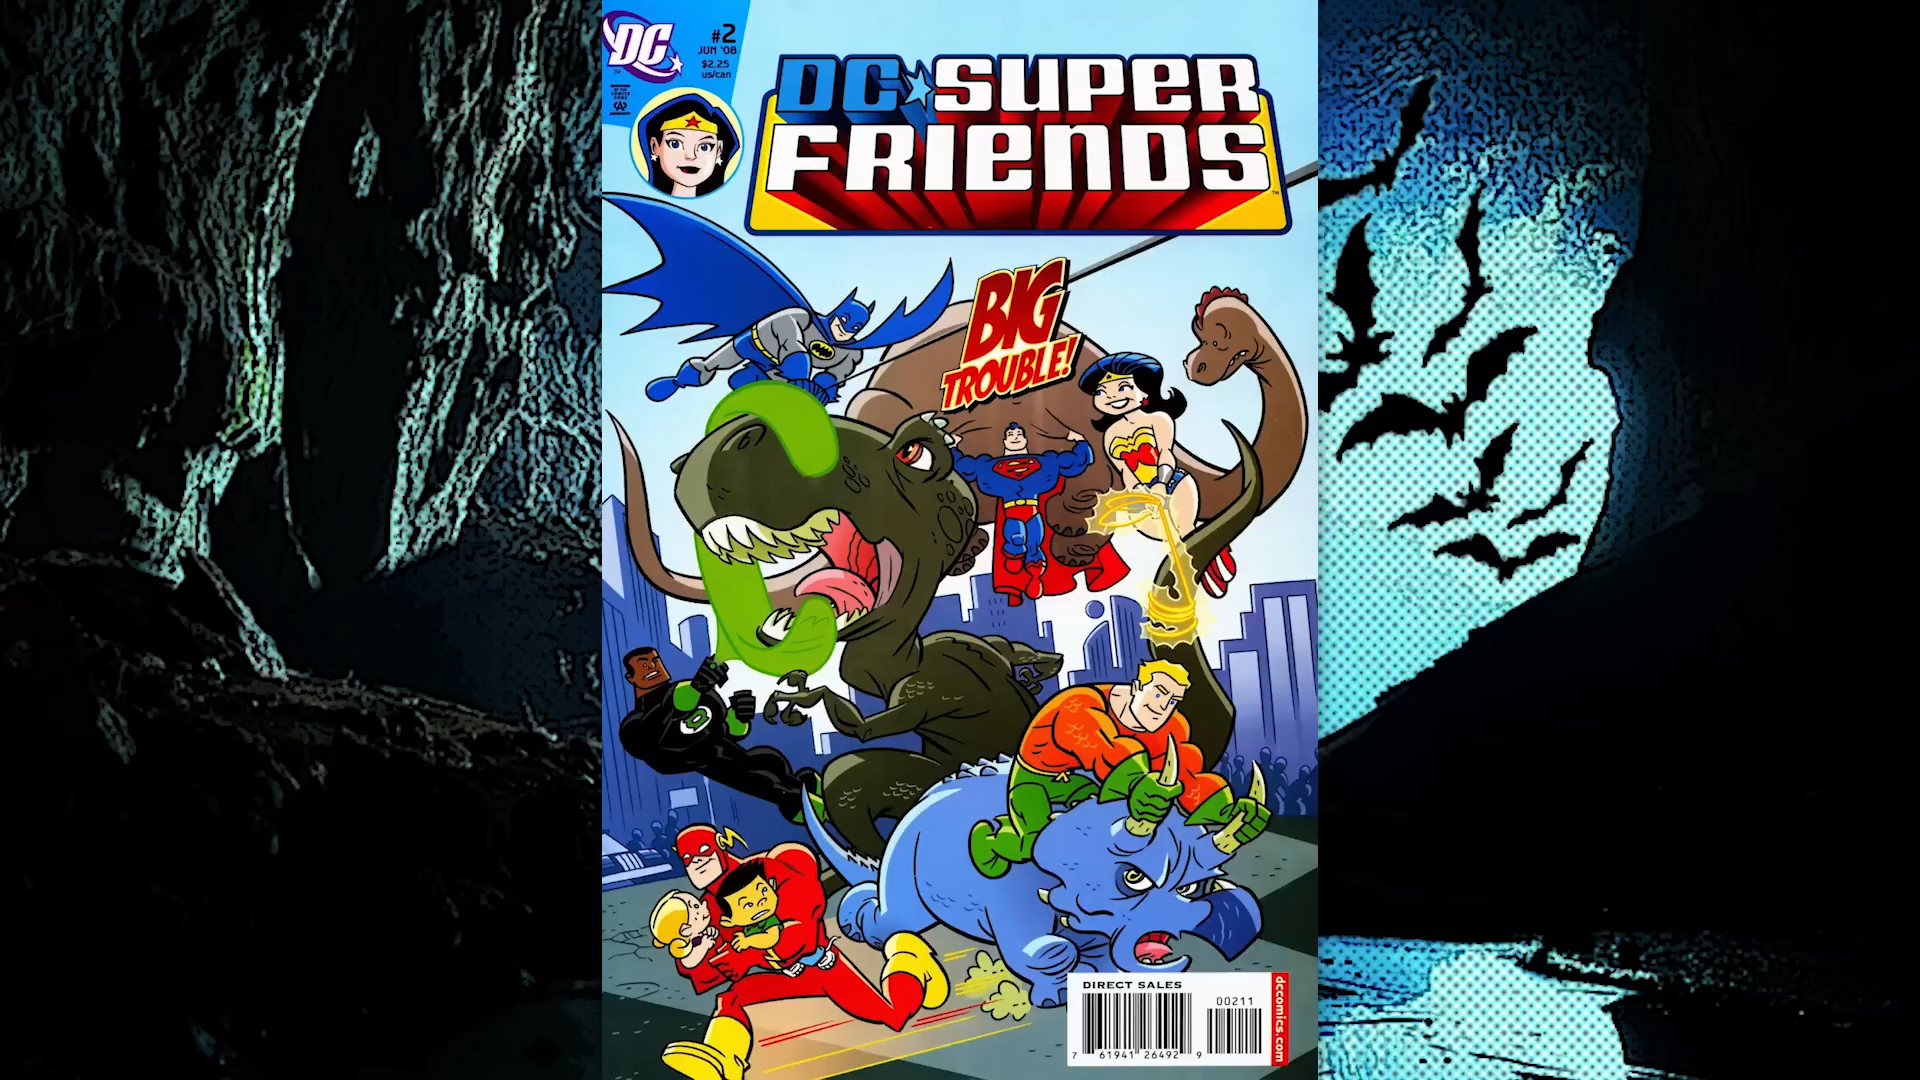 DC
#2
JUN '08
$2.25
us/can
DC SUPER
FRIENDS
TM
BIG
TROUBLE!
DIRECT SALES
00211
7 61941 26492 9
dccomics.com